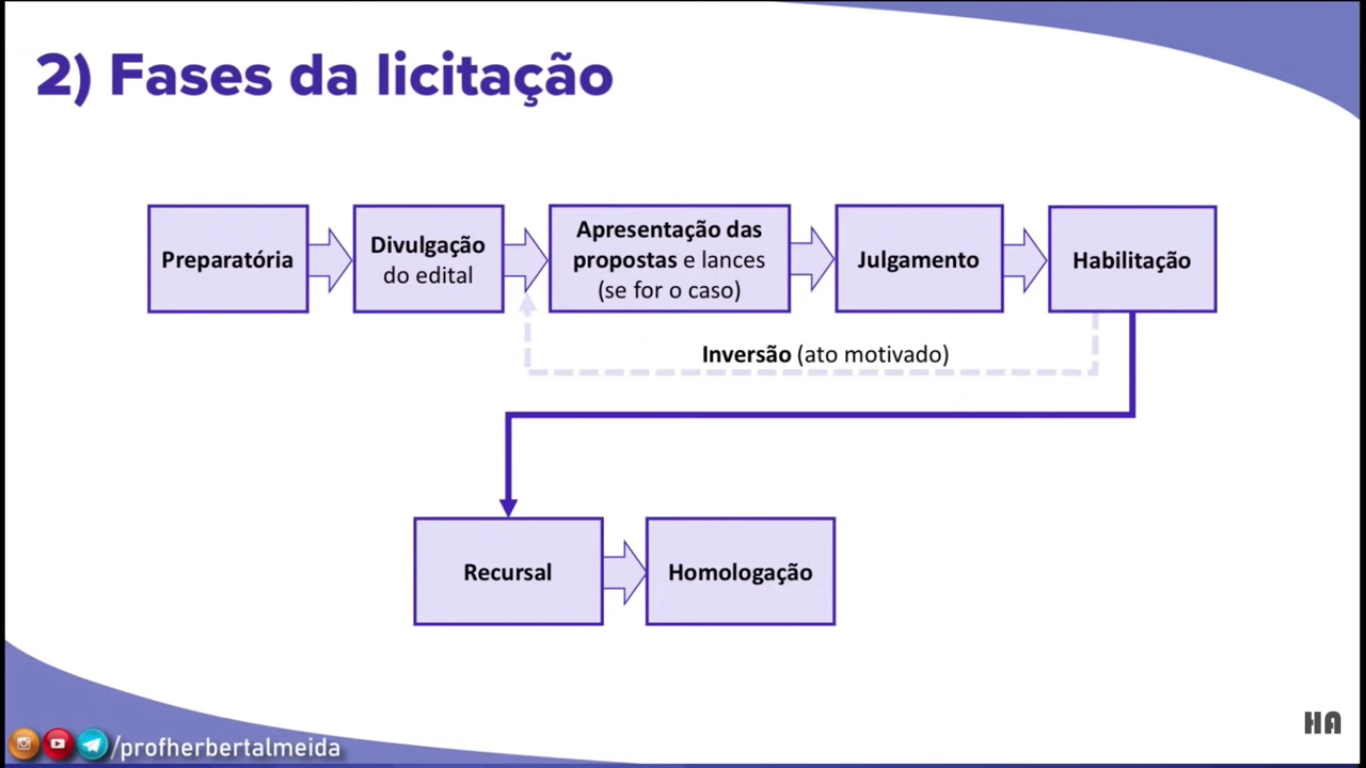 2) Fases da licitação
Preparatória
Divulgação
do edital
Apresentação das
propostas e lances
(se for o caso)
Julgamento
Habilitação
Inversão (ato motivado)
Recursal
Homologação
HA
/profherbertalmeida